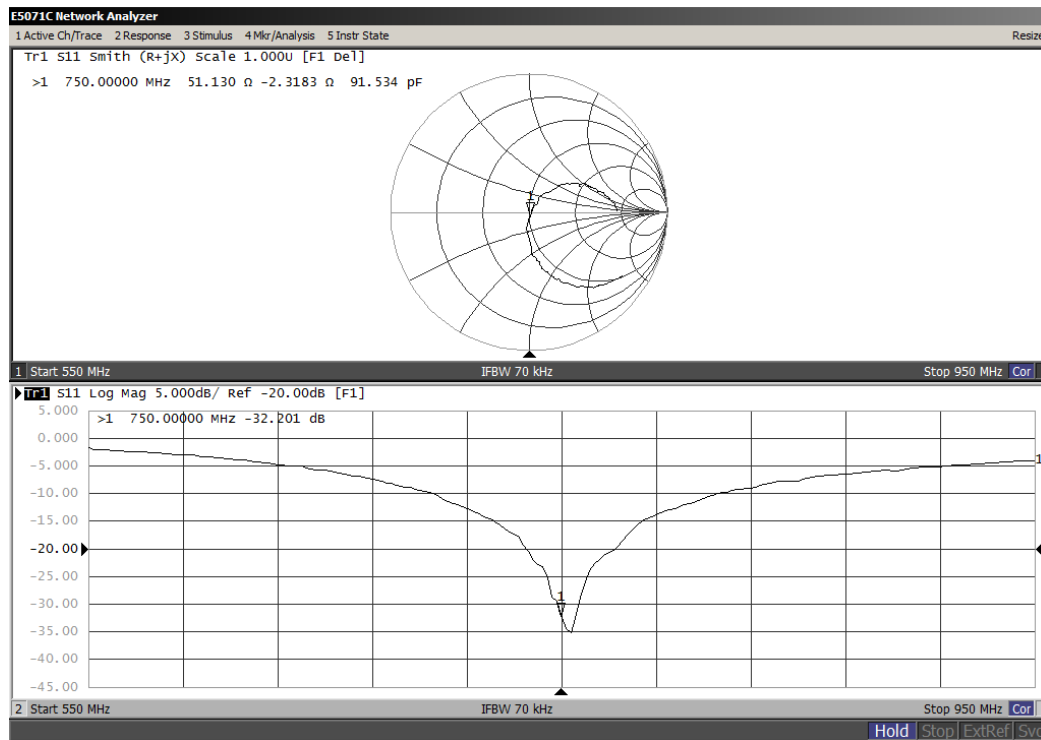 E5071C Network Analyzer
1 Active Ch/Trace 2 Response 3 Stimulus 4 Mkr/Analysis 5 Instr State Resize
Tr1 S11 Smith (R+jX) Scale 1.000U [F1 Del]
>1 750.00000 MHz 51.130 Ω -2.3183 Ω 91.534 pF
1
1 Start 550 MHz IFBW 70 kHz Stop 950 MHz Cor
Tr1 S11 Log Mag 5.000dB/ Ref -20.00dB [F1]
5.000
>1 750.00000 MHz -32.201 dB
0.000
-5.000
1
-10.00
-15.00
-20.00
-25.00
-30.00
1
-35.00
-40.00
-45.00
2 Start 550 MHz IFBW 70 kHz Stop 950 MHz Cor
Hold Stop ExtRef Svc